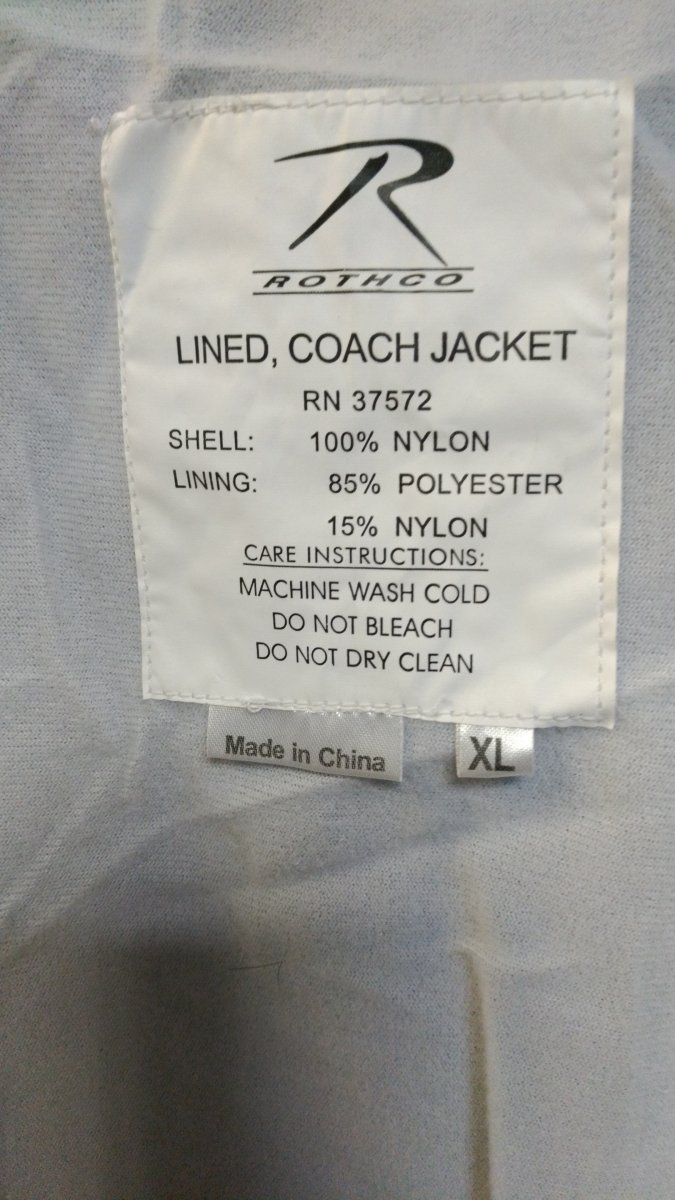 R
ROTHCO
LINED, COACH JACKET
RN 37572
SHELL: 100% NYLON
LINING: 85% POLYESTER
15% NYLON
CARE INSTRUCTIONS:
MACHINE WASH COLD
DO NOT BLEACH
DO NOT DRY CLEAN
Made in China
XL